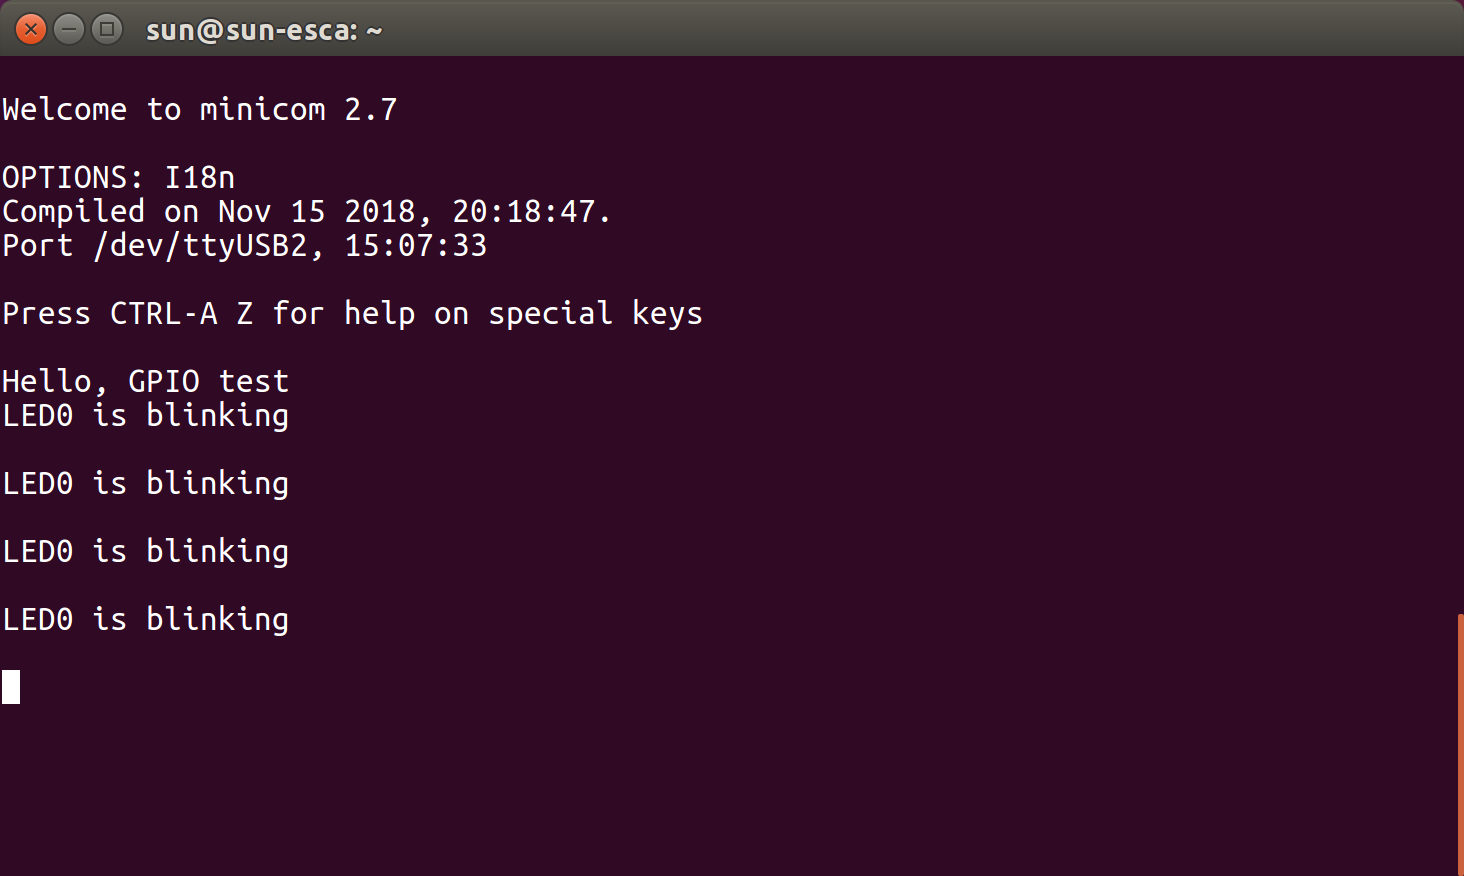 sun@sun-esca: ~
Welcome to minicom 2.7
OPTIONS: I18n
Compiled on Nov 15 2018, 20:18:47.
Port /dev/ttyUSB2, 15:07:33
Press CTRL-A Z for help on special keys
Hello, GPIO test
LED0 is blinking
LED0 is blinking
LED0 is blinking
LED0 is blinking